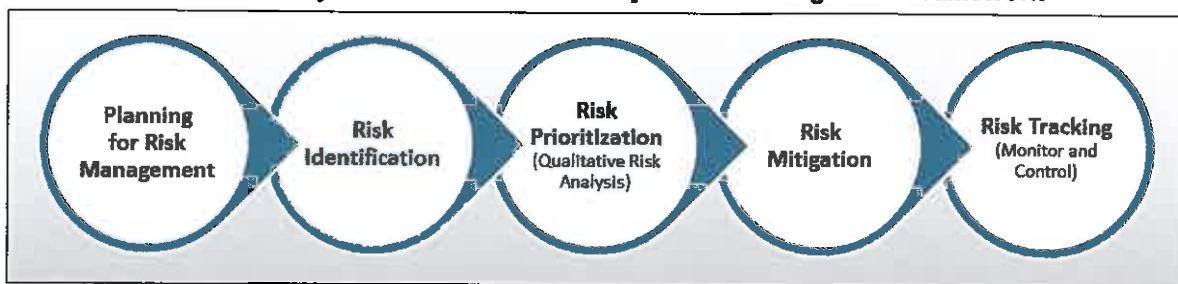 Planning
for Risk
Management
Risk
Identification
Risk
Prioritization
(Qualitative Risk
Analysis)
Risk
Mitigation
Risk Tracking
(Monitor and
Control)